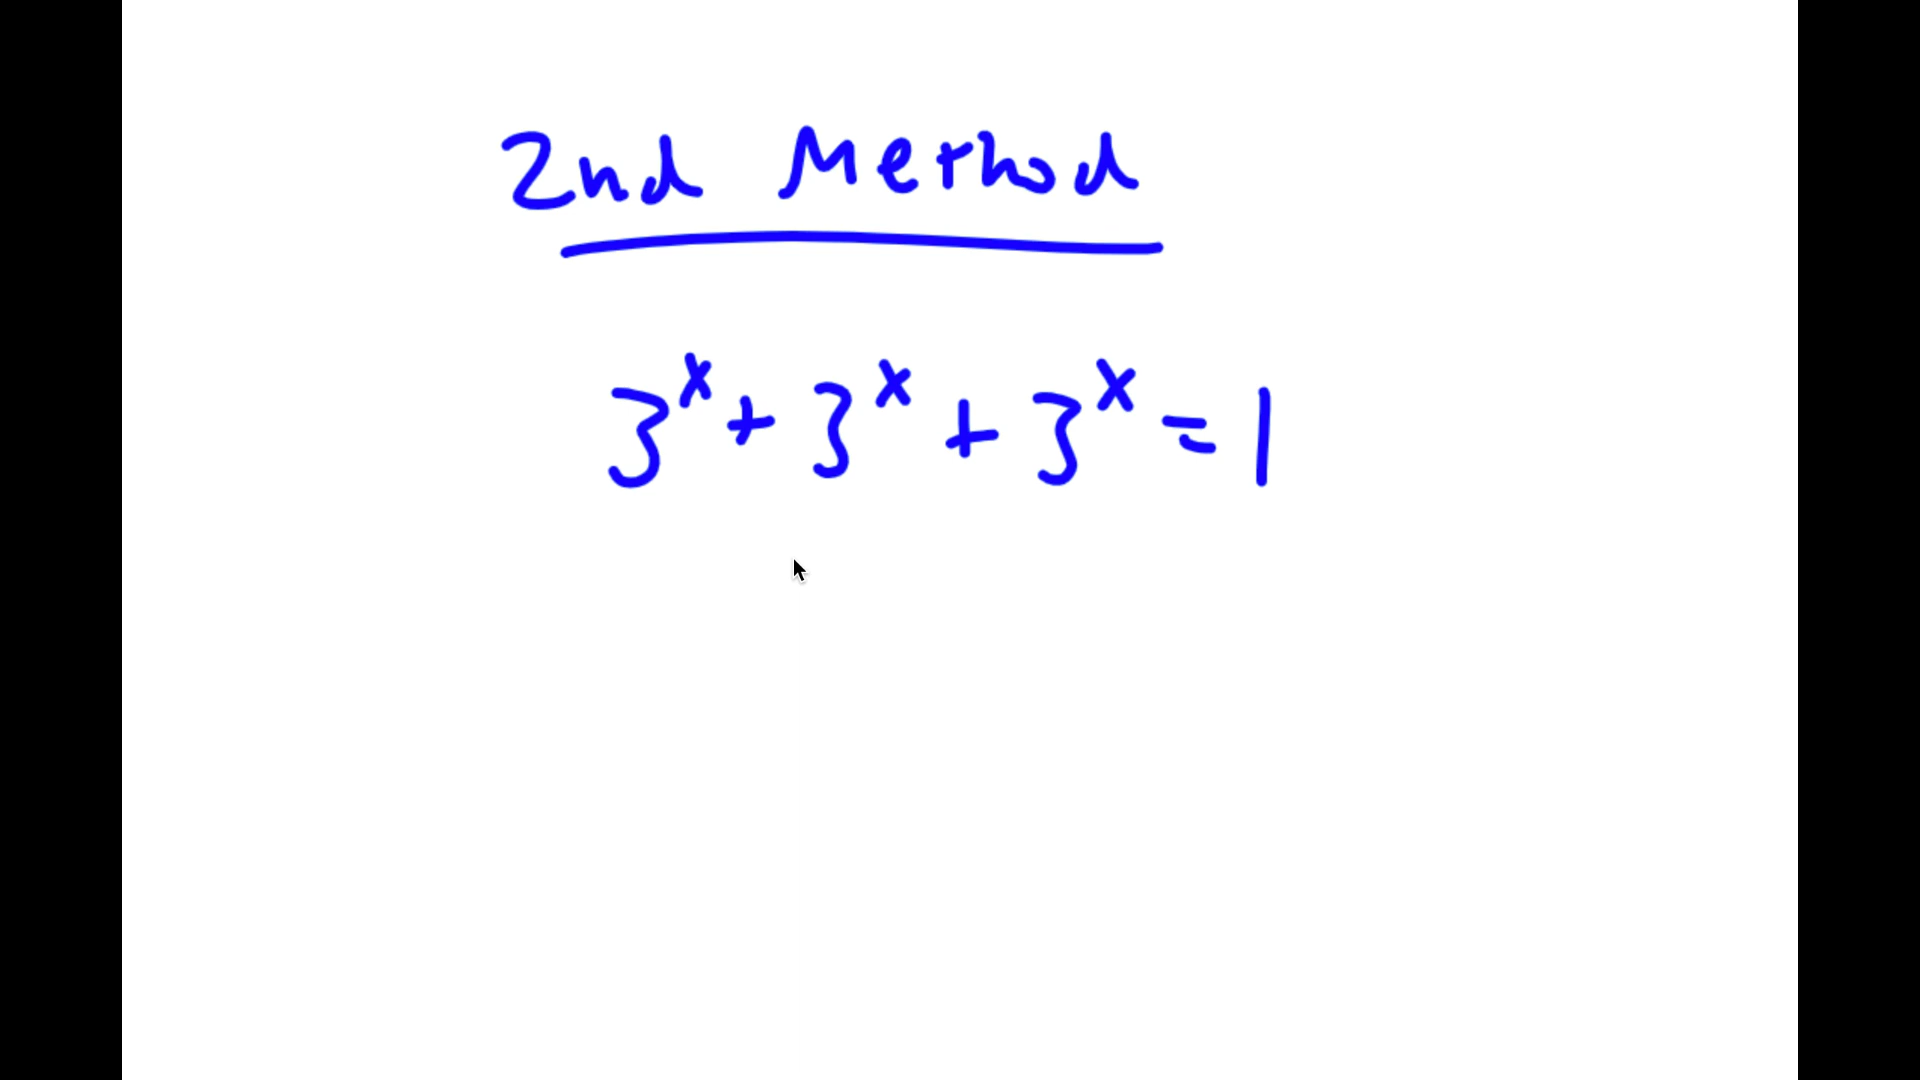 2nd Method
3^x + 3^x + 3^x = 1